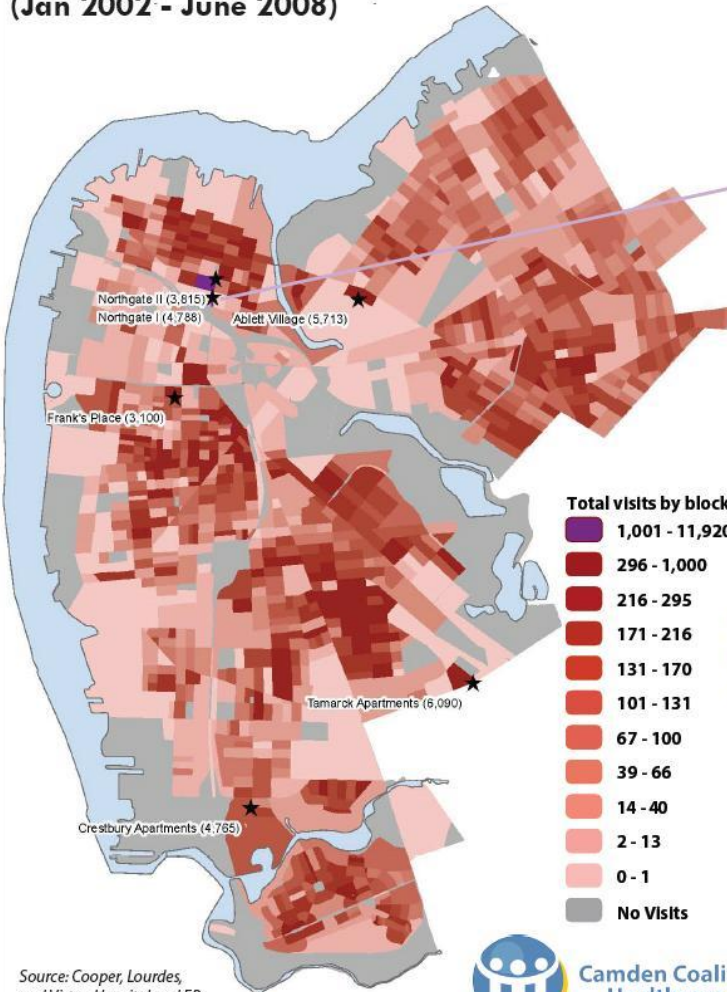 (Jan 2002 - June 2008)
Northgate II (3,815)
Northgate I (4,788)
Ablett Village (5,713)
Frank's Place (3,100)
Total visits by block
1,001 - 11,920
296 - 1,000
216 - 295
171 - 216
131 - 170
101 - 131
67 - 100
39 - 66
14 - 40
2 - 13
0 - 1
No Visits
Tamarck Apartments (6,090)
Crestbury Apartments (4,765)
Source: Cooper, Lourdes,
Camden Coali